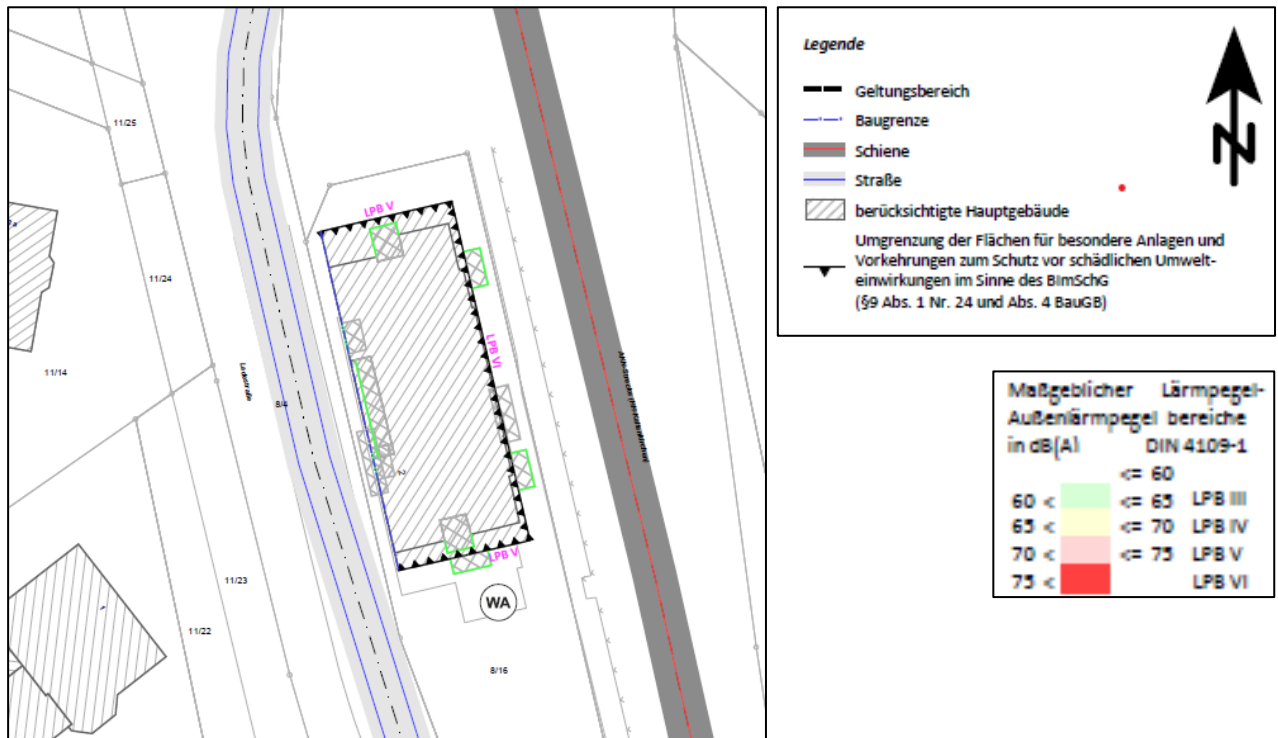 11/25
11/24
11/14
8/4
LPB V
LPB VI
LPB V
WA
11/23
11/22
8/16
Legende
Geltungsbereich
Baugrenze
Schiene
Straße
berücksichtigte Hauptgebäude
Umgrenzung der Flächen für besondere Anlagen und
Vorkehrungen zum Schutz vor schädlichen Umwelt-
einwirkungen im Sinne des BImSchG
(§9 Abs. 1 Nr. 24 und Abs. 4 BauGB)
N
Maßgeblicher Lärmpegel-
Außenlärmpegel bereiche
in dB(A) DIN 4109-1
<= 60
60 < <= 65 LPB III
65 < <= 70 LPB IV
70 < <= 75 LPB V
75 < LPB VI